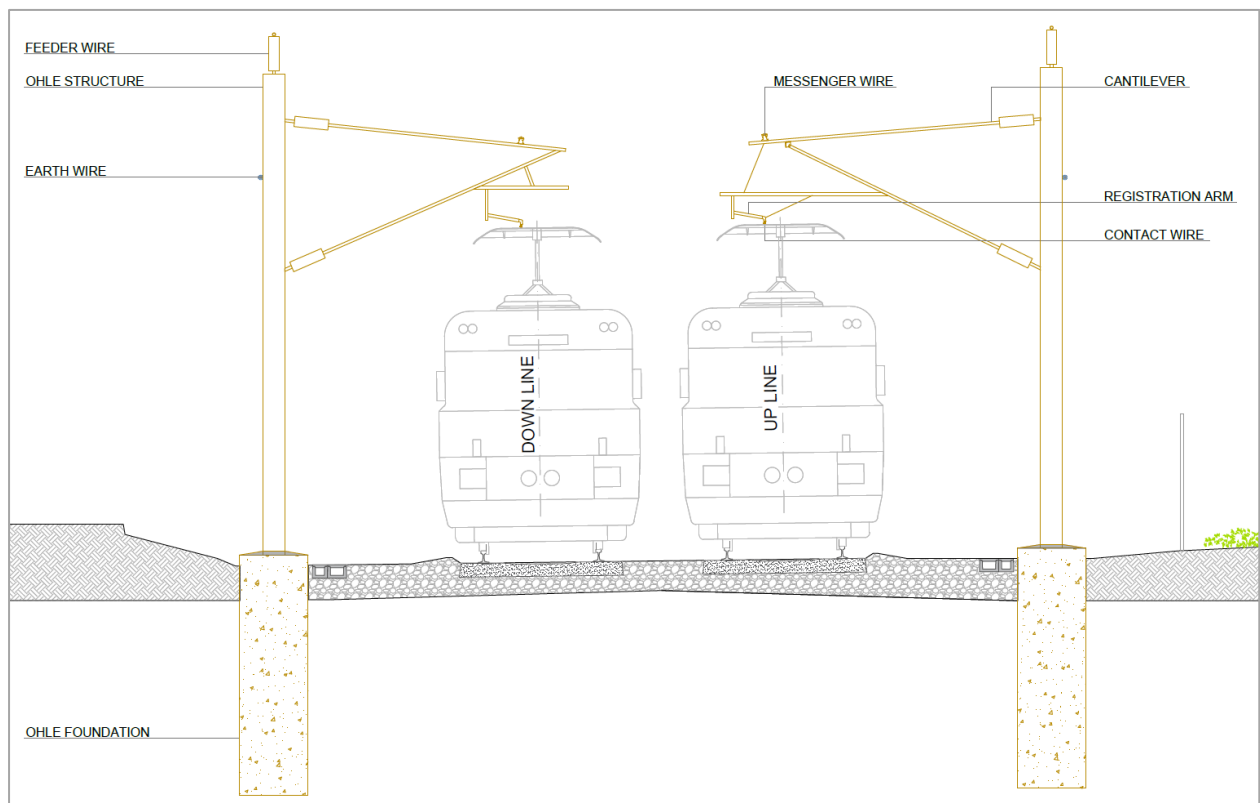 FEEDER WIRE
OHLE STRUCTURE
MESSENGER WIRE
CANTILEVER
EARTH WIRE
REGISTRATION ARM
CONTACT WIRE
DOWN LINE
UP LINE
OHLE FOUNDATION